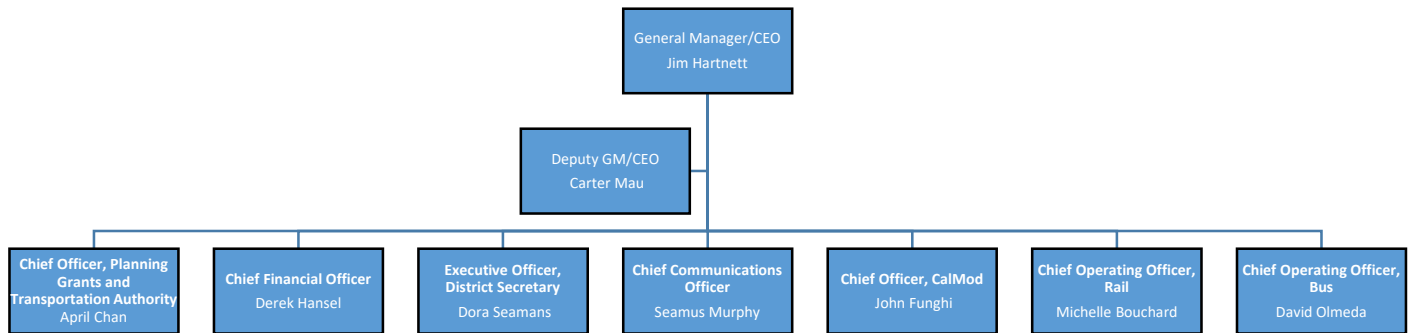 General Manager/CEO
Jim Hartnett
Deputy GM/CEO
Carter Mau
Chief Officer, Planning
Grants and
Transportation Authority
April Chan
Chief Financial Officer
Derek Hansel
Executive Officer,
District Secretary
Dora Seamans
Chief Communications
Officer
Seamus Murphy
Chief Officer, CalMod
John Funghi
Chief Operating Officer,
Rail
Michelle Bouchard
Chief Operating Officer,
Bus
David Olmeda